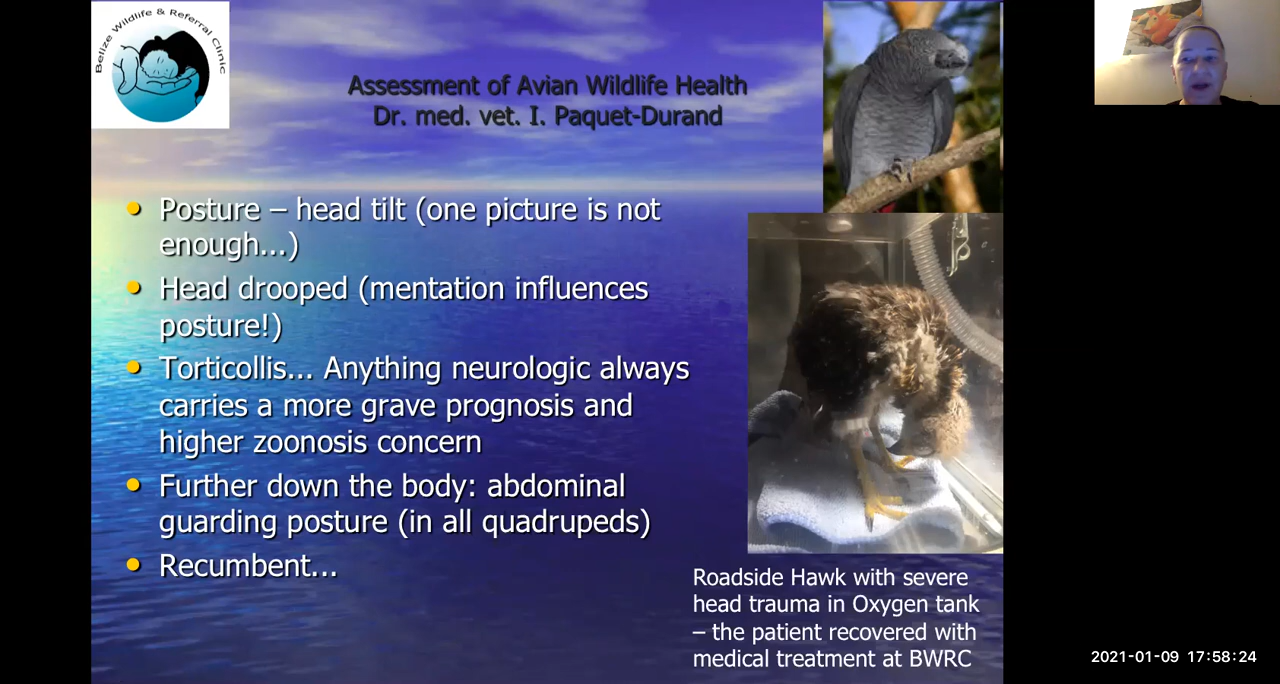 Belize Wildlife & Referral Clinic
Assessment of Avian Wildlife Health
Dr. med. vet. I. Paquet-Durand
• Posture – head tilt (one picture is not
enough...)
• Head drooped (mentation influences
posture!)
• Torticollis... Anything neurologic always
carries a more grave prognosis and
higher zoonosis concern
• Further down the body: abdominal
guarding posture (in all quadrupeds)
• Recumbent...
Roadside Hawk with severe
head trauma in Oxygen tank
– the patient recovered with
medical treatment at BWRC
2021-01-09 17:58:24